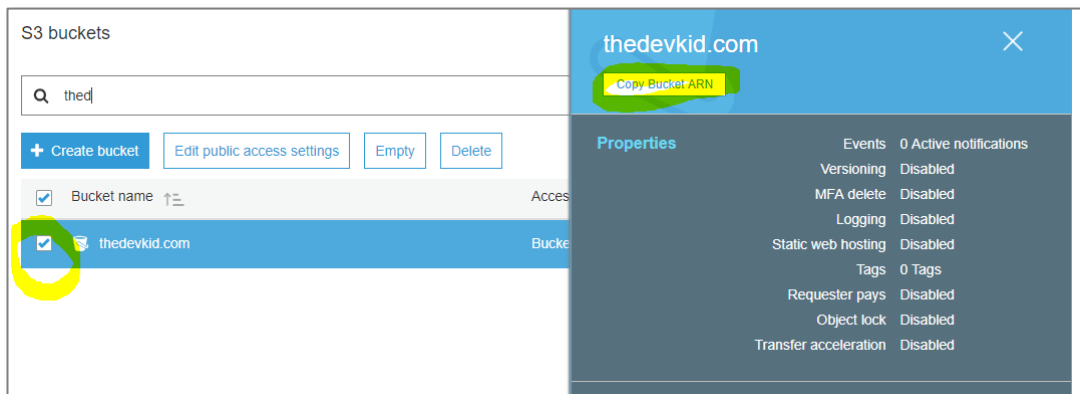 S3 buckets
thed
Create bucket Edit public access settings Empty Delete
Bucket name Acces
thedevkid.com Bucke
thedevkid.com
Copy Bucket ARN
Properties
Events 0 Active notifications
Versioning Disabled
MFA delete Disabled
Logging Disabled
Static web hosting Disabled
Tags 0 Tags
Requester pays Disabled
Object lock Disabled
Transfer acceleration Disabled